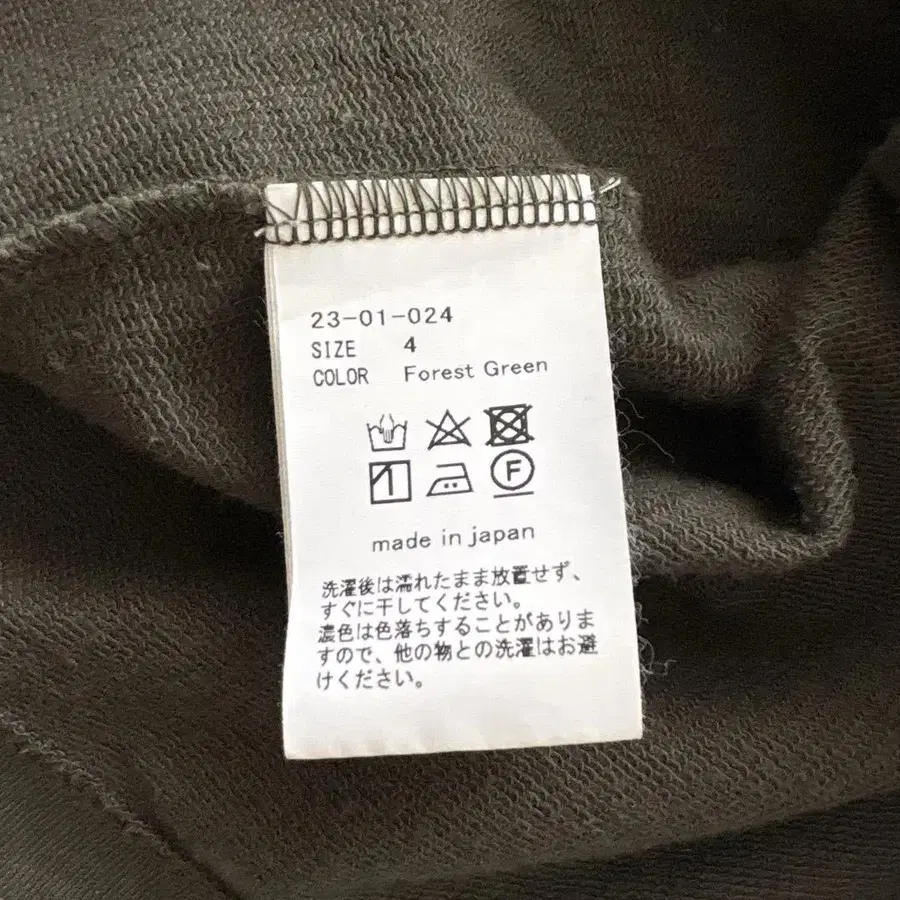 23-01-024
SIZE 4
COLOR Forest Green
F
made in japan
洗濯後は濡れたまま放置せず、
すぐに干してください。
濃色は色落ちすることがありま
すので、他の物との洗濯はお避
けください。